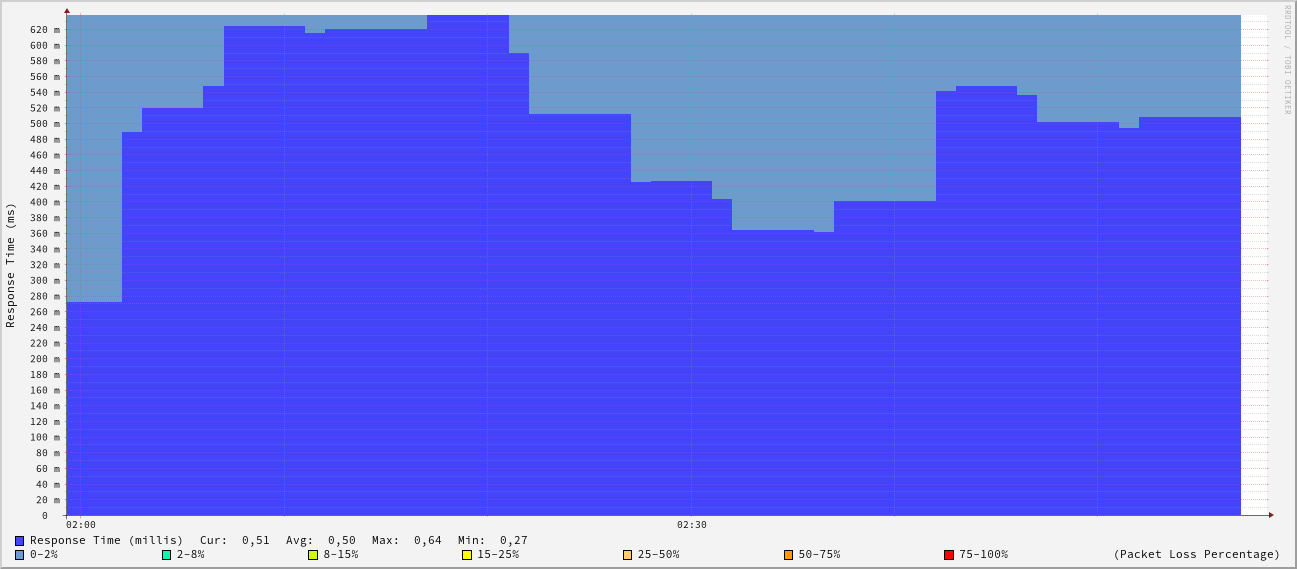 RRDTOOL / TOBI OETIKER
Response Time (ms)
620 m
600 m
580 m
560 m
540 m
520 m
500 m
480 m
460 m
440 m
420 m
400 m
380 m
360 m
340 m
320 m
300 m
280 m
260 m
240 m
220 m
200 m
180 m
160 m
140 m
120 m
100 m
80 m
60 m
40 m
20 m
0
02:00 02:30
Response Time (millis) Cur: 0,51 Avg: 0,50 Max: 0,64 Min: 0,27
0-2% 2-8% 8-15% 15-25% 25-50% 50-75% 75-100% (Packet Loss Percentage)